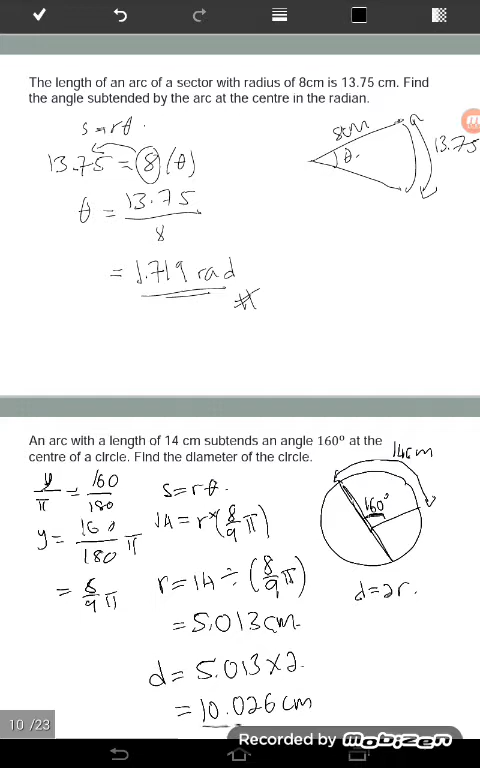 The length of an arc of a sector with radius of 8cm is 13.75 cm. Find
the angle subtended by the arc at the centre in the radian.
s=rθ.
13.75 = 8 (θ)
θ = 13.75
8
= 1.719 rad
8cm
θ.
13.75
An arc with a length of 14 cm subtends an angle 160° at the
centre of a circle. Find the diameter of the circle.
y/π = 160/180
y = 160/180 π
= 8/9 π
s=rθ.
14 = r × (8/9 π)
r = 14 ÷ (8/9 π)
= 5.013 cm.
d = 5.013 × 2.
= 10.026 cm
14cm
160°
d=2r.
10 /23
Recorded by mobizen